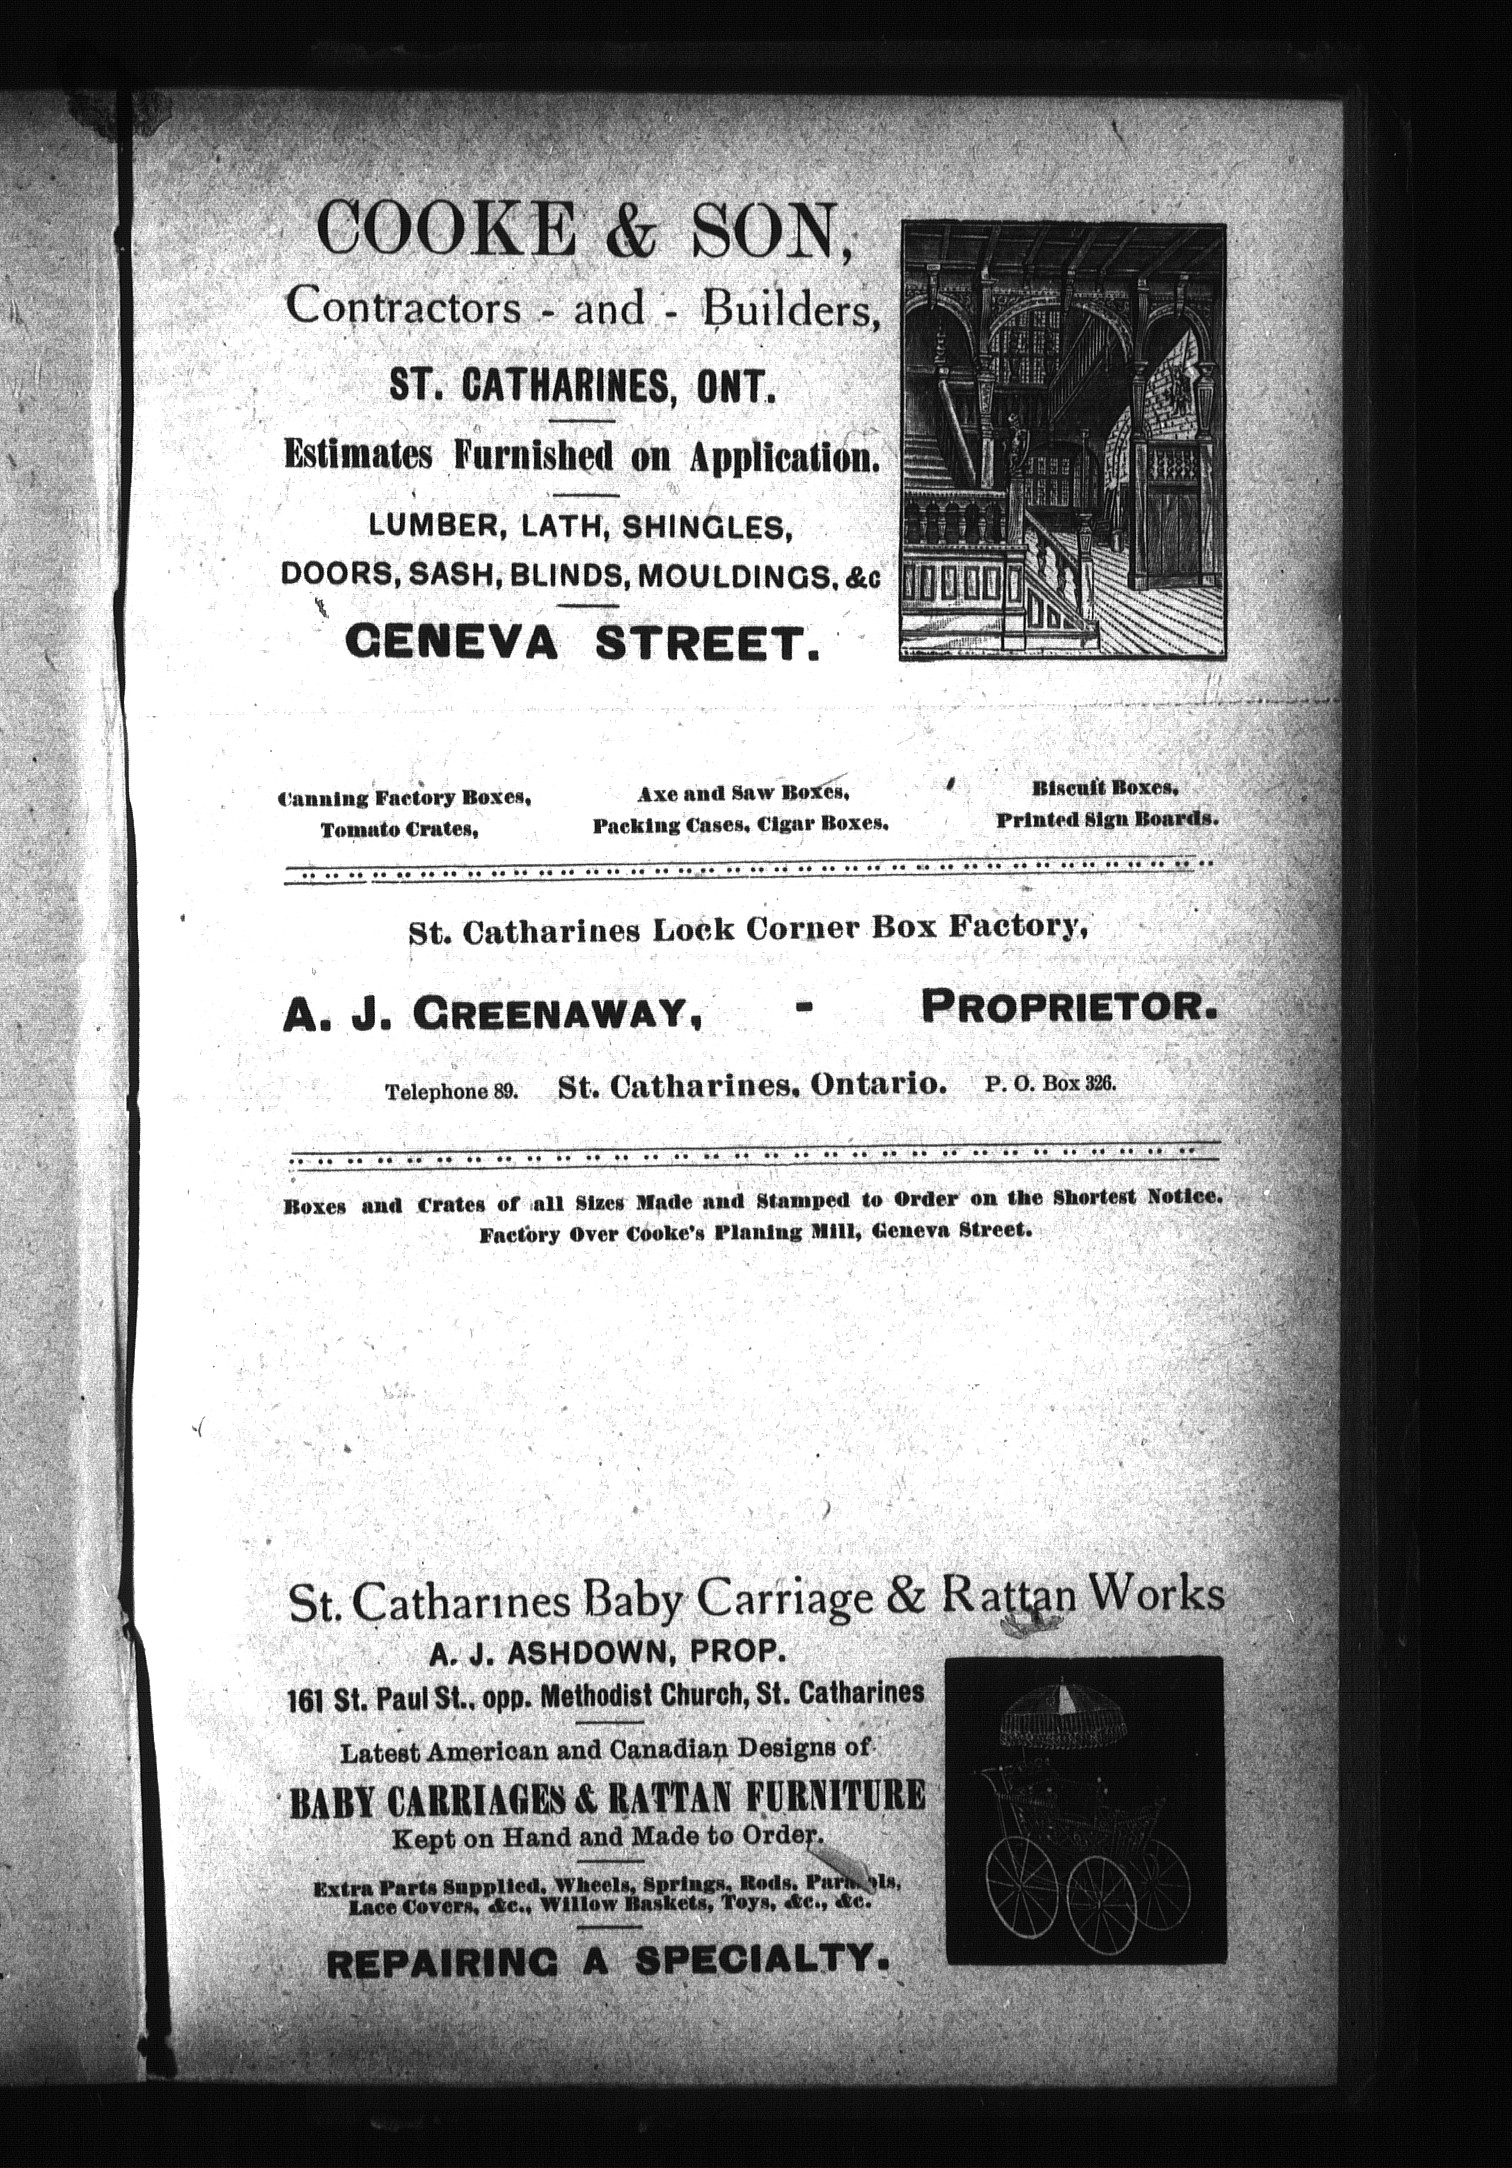 COOKE & SON,
Contractors - and - Builders,
ST. CATHARINES, ONT.
Estimates Furnished on Application.
LUMBER, LATH, SHINGLES,
DOORS, SASH, BLINDS, MOULDINGS, &c
GENEVA STREET.
Canning Factory Boxes, Axe and Saw Boxes, Biscuit Boxes,
Tomato Crates, Packing Cases, Cigar Boxes, Printed Sign Boards.
St. Catharines Lock Corner Box Factory,
A. J. GREENAWAY, - PROPRIETOR.
Telephone 89. St. Catharines, Ontario. P. O. Box 326.
Boxes and Crates of all Sizes Made and Stamped to Order on the Shortest Notice.
Factory Over Cooke's Planing Mill, Geneva Street.
St. Catharines Baby Carriage & Rattan Works
A. J. ASHDOWN, PROP.
161 St. Paul St., opp. Methodist Church, St. Catharines
Latest American and Canadian Designs of
BABY CARRIAGES & RATTAN FURNITURE
Kept on Hand and Made to Order.
Extra Parts Supplied, Wheels, Springs, Rods,
Lace Covers, &c., Willow Baskets, Toys, &c., &c.
REPAIRING A SPECIALTY.